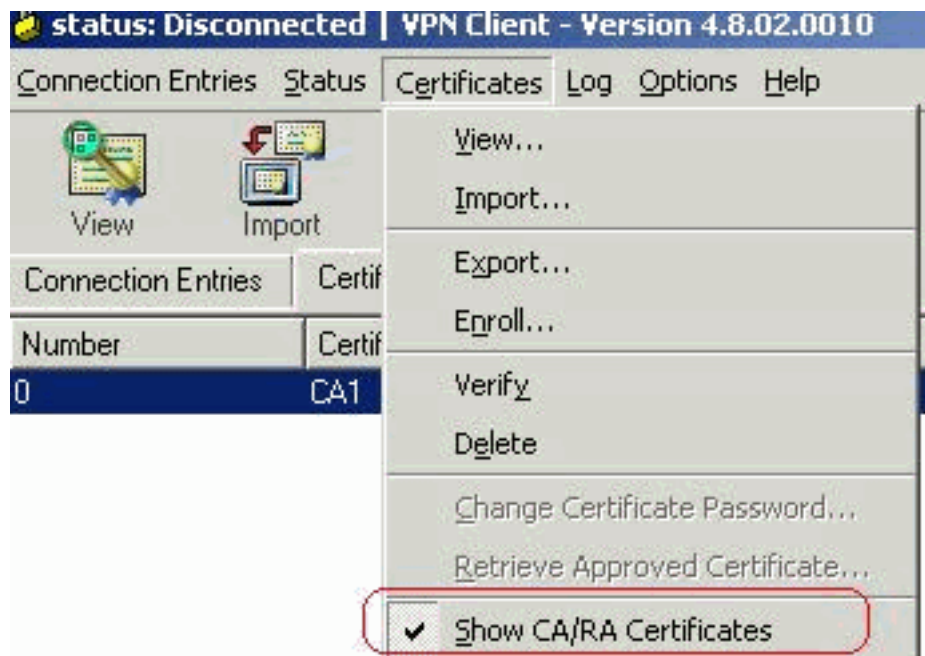 status: Disconnected | VPN Client - Version 4.8.02.0010
Connection Entries Status Certificates Log Options Help
View Import
Connection Entries Certif
Number Certif
0 CA1
View...
Import...
Export...
Enroll...
Verify
Delete
Change Certificate Password...
Retrieve Approved Certificate...
Show CA/RA Certificates